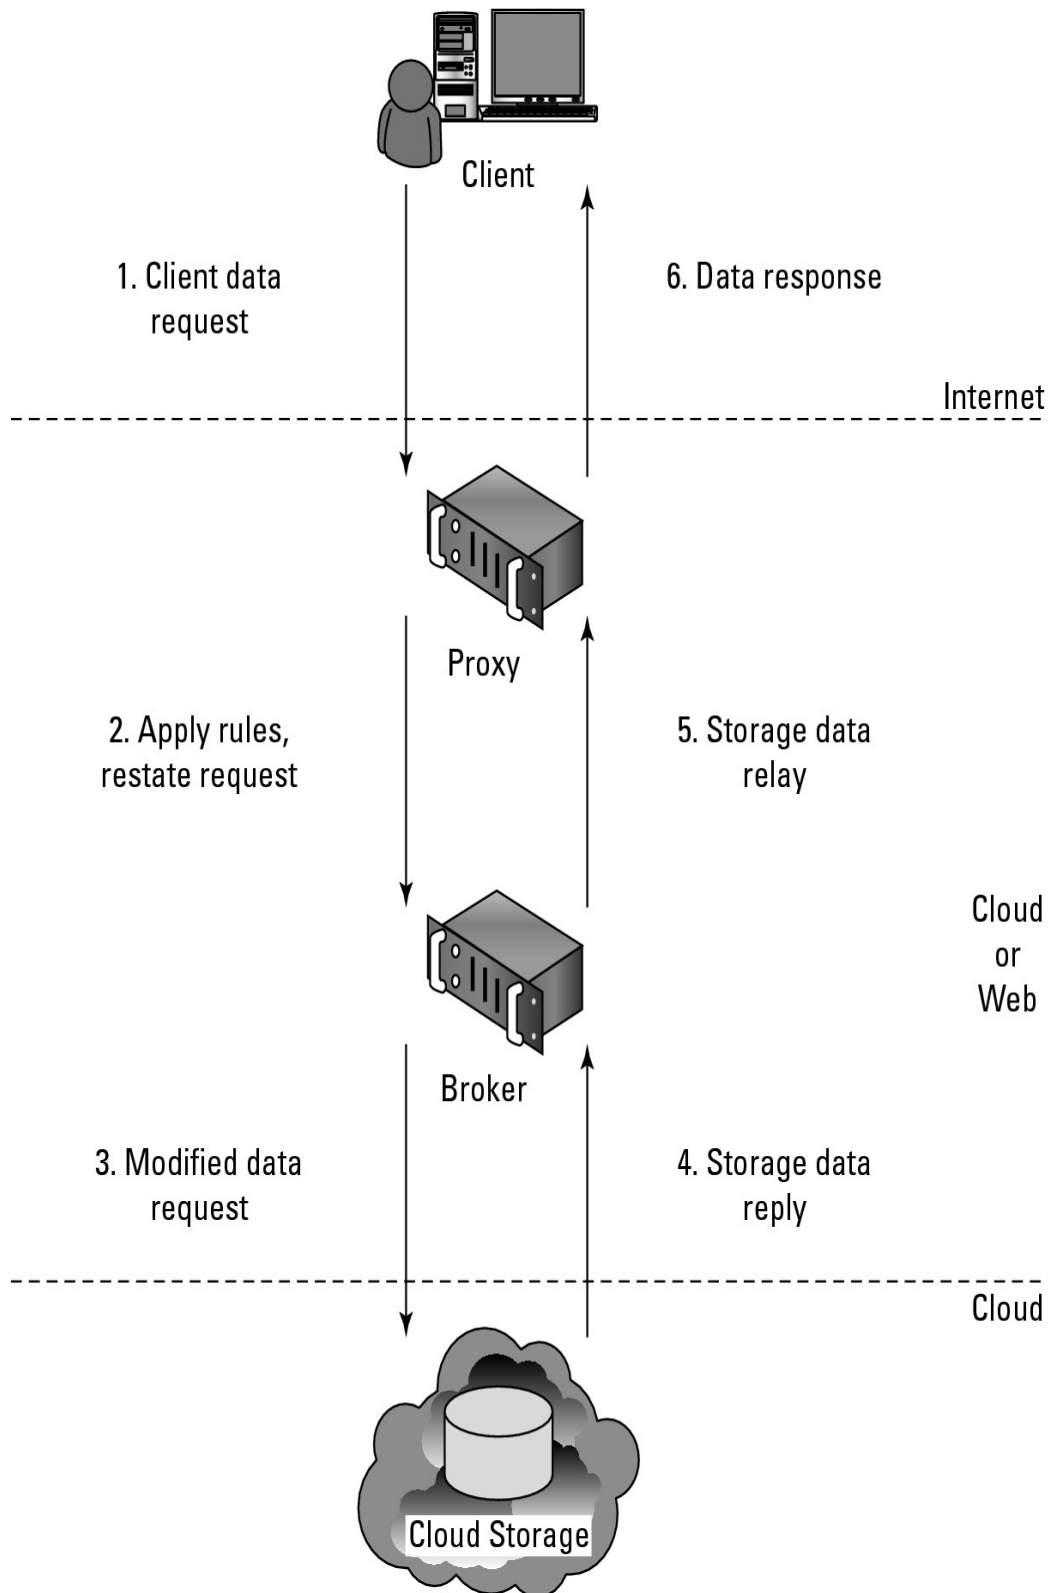 Client
1. Client data
request
6. Data response
Internet
Proxy
2. Apply rules,
restate request
5. Storage data
relay
Cloud
or
Web
Broker
3. Modified data
request
4. Storage data
reply
Cloud
Cloud Storage